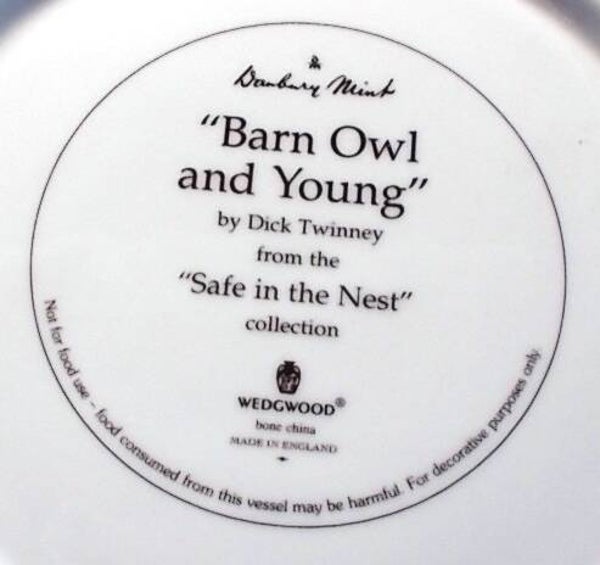 Danbury Mint
“Barn Owl
and Young”
by Dick Twinney
from the
“Safe in the Nest”
collection
WEDGWOOD®
bone china
MADE IN ENGLAND
Not for food use - food consumed from this vessel may be harmful. For decorative purposes only.